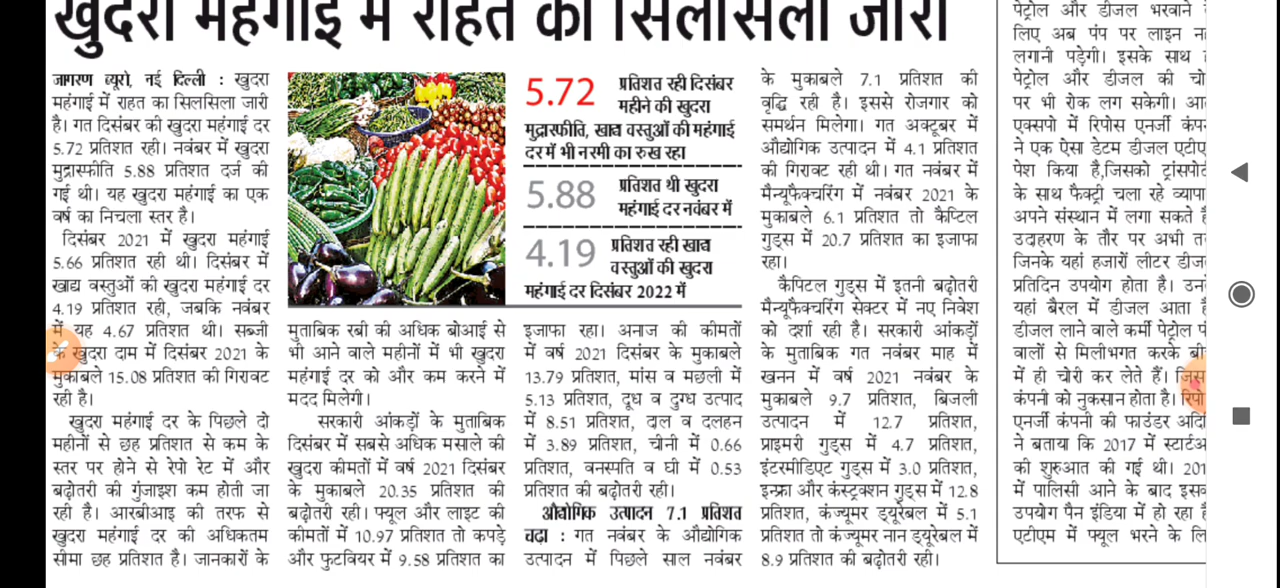 खुदरा महंगाई में राहत का सिलसिला जारी
जागरण ब्यूरो, नई दिल्ली : खुदरा
महंगाई में राहत का सिलसिला जारी
है। गत दिसंबर की खुदरा महंगाई दर
5.72 प्रतिशत रही। नवंबर में खुदरा
मुद्रास्फीति 5.88 प्रतिशत दर्ज की
गई थी। यह खुदरा महंगाई का एक
वर्ष का निचला स्तर है।
दिसंबर 2021 में खुदरा महंगाई
5.66 प्रतिशत रही थी। दिसंबर में
खाद्य वस्तुओं की खुदरा महंगाई दर
4.19 प्रतिशत रही, जबकि नवंबर
में यह 4.67 प्रतिशत थी। सब्जी
के खुदरा दाम में दिसंबर 2021 के
मुकाबले 15.08 प्रतिशत की गिरावट
रही है।
खुदरा महंगाई दर के पिछले दो
महीनों से छह प्रतिशत से कम के
स्तर पर होने से रेपो रेट में और
बढ़ोतरी की गुंजाइश कम होती जा
रही है। आरबीआइ की तरफ से
खुदरा महंगाई दर की अधिकतम
सीमा छह प्रतिशत है। जानकारों के
5.72 प्रतिशत रही दिसंबर
महीने की खुदरा
मुद्रास्फीति, खाद्य वस्तुओं की महंगाई
दर में भी नरमी का रुख रहा
5.88 प्रतिशत थी खुदरा
महंगाई दर नवंबर में
4.19 प्रतिशत रही खाद्य
वस्तुओं की खुदरा
महंगाई दर दिसंबर 2022 में
मुताबिक रबी की अधिक बोआई से
भी आने वाले महीनों में भी खुदरा
महंगाई दर को और कम करने में
मदद मिलेगी।
सरकारी आंकड़ों के मुताबिक
दिसंबर में सबसे अधिक मसाले की
खुदरा कीमतों में वर्ष 2021 दिसंबर
के मुकाबले 20.35 प्रतिशत की
बढ़ोतरी रही। फ्यूल और लाइट की
कीमतों में 10.97 प्रतिशत तो कपड़े
और फुटवियर में 9.58 प्रतिशत का
इजाफा रहा। अनाज की कीमतों
में वर्ष 2021 दिसंबर के मुकाबले
13.79 प्रतिशत, मांस व मछली में
5.13 प्रतिशत, दूध व दुग्ध उत्पाद
में 8.51 प्रतिशत, दाल व दलहन
में 3.89 प्रतिशत, चीनी में 0.66
प्रतिशत, वनस्पति व घी में 0.53
प्रतिशत की बढ़ोतरी रही।
औद्योगिक उत्पादन 7.1 प्रतिशत
बढ़ा : गत नवंबर के औद्योगिक
उत्पादन में पिछले साल नवंबर
के मुकाबले 7.1 प्रतिशत की
वृद्धि रही है। इससे रोजगार को
समर्थन मिलेगा। गत अक्टूबर में
औद्योगिक उत्पादन में 4.1 प्रतिशत
की गिरावट रही थी। गत नवंबर में
मैन्यूफैक्चरिंग में नवंबर 2021 के
मुकाबले 6.1 प्रतिशत तो कैप्टिल
गुड्स में 20.7 प्रतिशत का इजाफा
रहा।
कैपिटल गुड्स में इतनी बढ़ोतरी
मैन्यूफैक्चरिंग सेक्टर में नए निवेश
को दर्शा रही है। सरकारी आंकड़ों
के मुताबिक गत नवंबर माह में
खनन में वर्ष 2021 नवंबर के
मुकाबले 9.7 प्रतिशत, बिजली
उत्पादन में 12.7 प्रतिशत,
प्राइमरी गुड्स में 4.7 प्रतिशत,
इंटरमीडिएट गुड्स में 3.0 प्रतिशत,
इन्फ्रा और कंस्ट्रक्शन गुड्स में 12.8
प्रतिशत, कंज्यूमर ड्यूरेबल में 5.1
प्रतिशत तो कंज्यूमर नान ड्यूरेबल में
8.9 प्रतिशत की बढ़ोतरी रही।
पेट्रोल और डीजल भरवाने
लिए अब पंप पर लाइन
लगानी पड़ेगी। इसके साथ
पेट्रोल और डीजल की
पर भी रोक लग सकेगी।
एक्सपो में रिपोस एनर्जी
ने एक ऐसा डेटम डीजल
पेश किया है,जिसको
के साथ फैक्ट्री चला रहे
अपने संस्थान में लगा सकते
उदाहरण के तौर पर अभी
जिनके यहां हजारों लीटर
प्रतिदिन उपयोग होता है।
यहां बैरल में डीजल आता
डीजल लाने वाले कर्मी पेट्रोल
वालों से मिलीभगत करके
में ही चोरी कर लेते हैं।
कंपनी को नुकसान होता है।
एनर्जी कंपनी की फाउंडर
ने बताया कि 2017 में
की शुरुआत की गई थी।
में पालिसी आने के बाद
उपयोग पैन इंडिया में हो रहा
एटीएम में फ्यूल भरने के